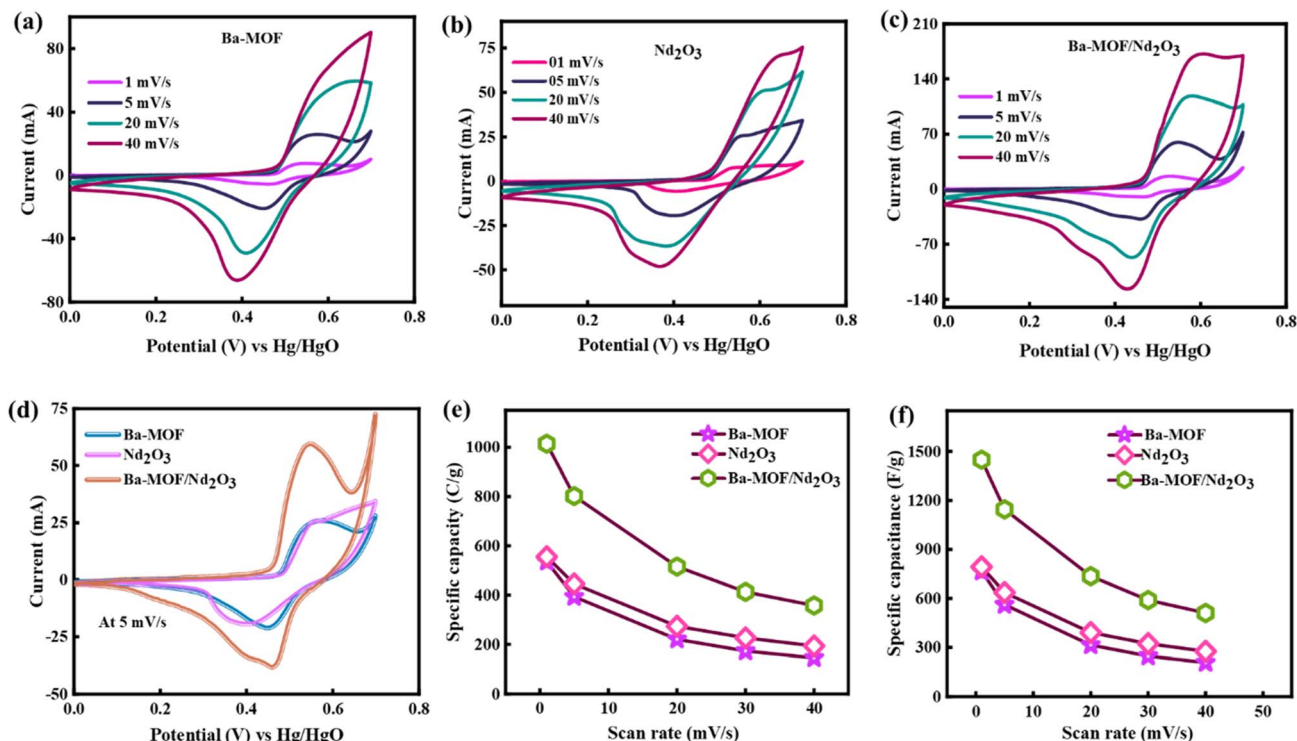 (a)
Ba-MOF
1 mV/s
5 mV/s
20 mV/s
40 mV/s
80
40
0
-40
-80
Current (mA)
0.0 0.2 0.4 0.6 0.8
Potential (V) vs Hg/HgO
(b)
Nd₂O₃
01 mV/s
05 mV/s
20 mV/s
40 mV/s
75
50
25
0
-25
-50
Current (mA)
0.0 0.2 0.4 0.6 0.8
Potential (V) vs Hg/HgO
(c)
Ba-MOF/Nd₂O₃
1 mV/s
5 mV/s
20 mV/s
40 mV/s
210
140
70
0
-70
-140
Current (mA)
0.0 0.2 0.4 0.6 0.8
Potential (V) vs Hg/HgO
(d)
Ba-MOF
Nd₂O₃
Ba-MOF/Nd₂O₃
At 5 mV/s
75
50
25
0
-25
-50
Current (mA)
0.0 0.2 0.4 0.6 0.8
Potential (V) vs Hg/HgO
(e)
Ba-MOF
Nd₂O₃
Ba-MOF/Nd₂O₃
1000
800
600
400
200
0
Specific capacity (C/g)
0 10 20 30 40
Scan rate (mV/s)
(f)
Ba-MOF
Nd₂O₃
Ba-MOF/Nd₂O₃
1500
1200
900
600
300
0
Specific capacitance (F/g)
0 10 20 30 40 50
Scan rate (mV/s)